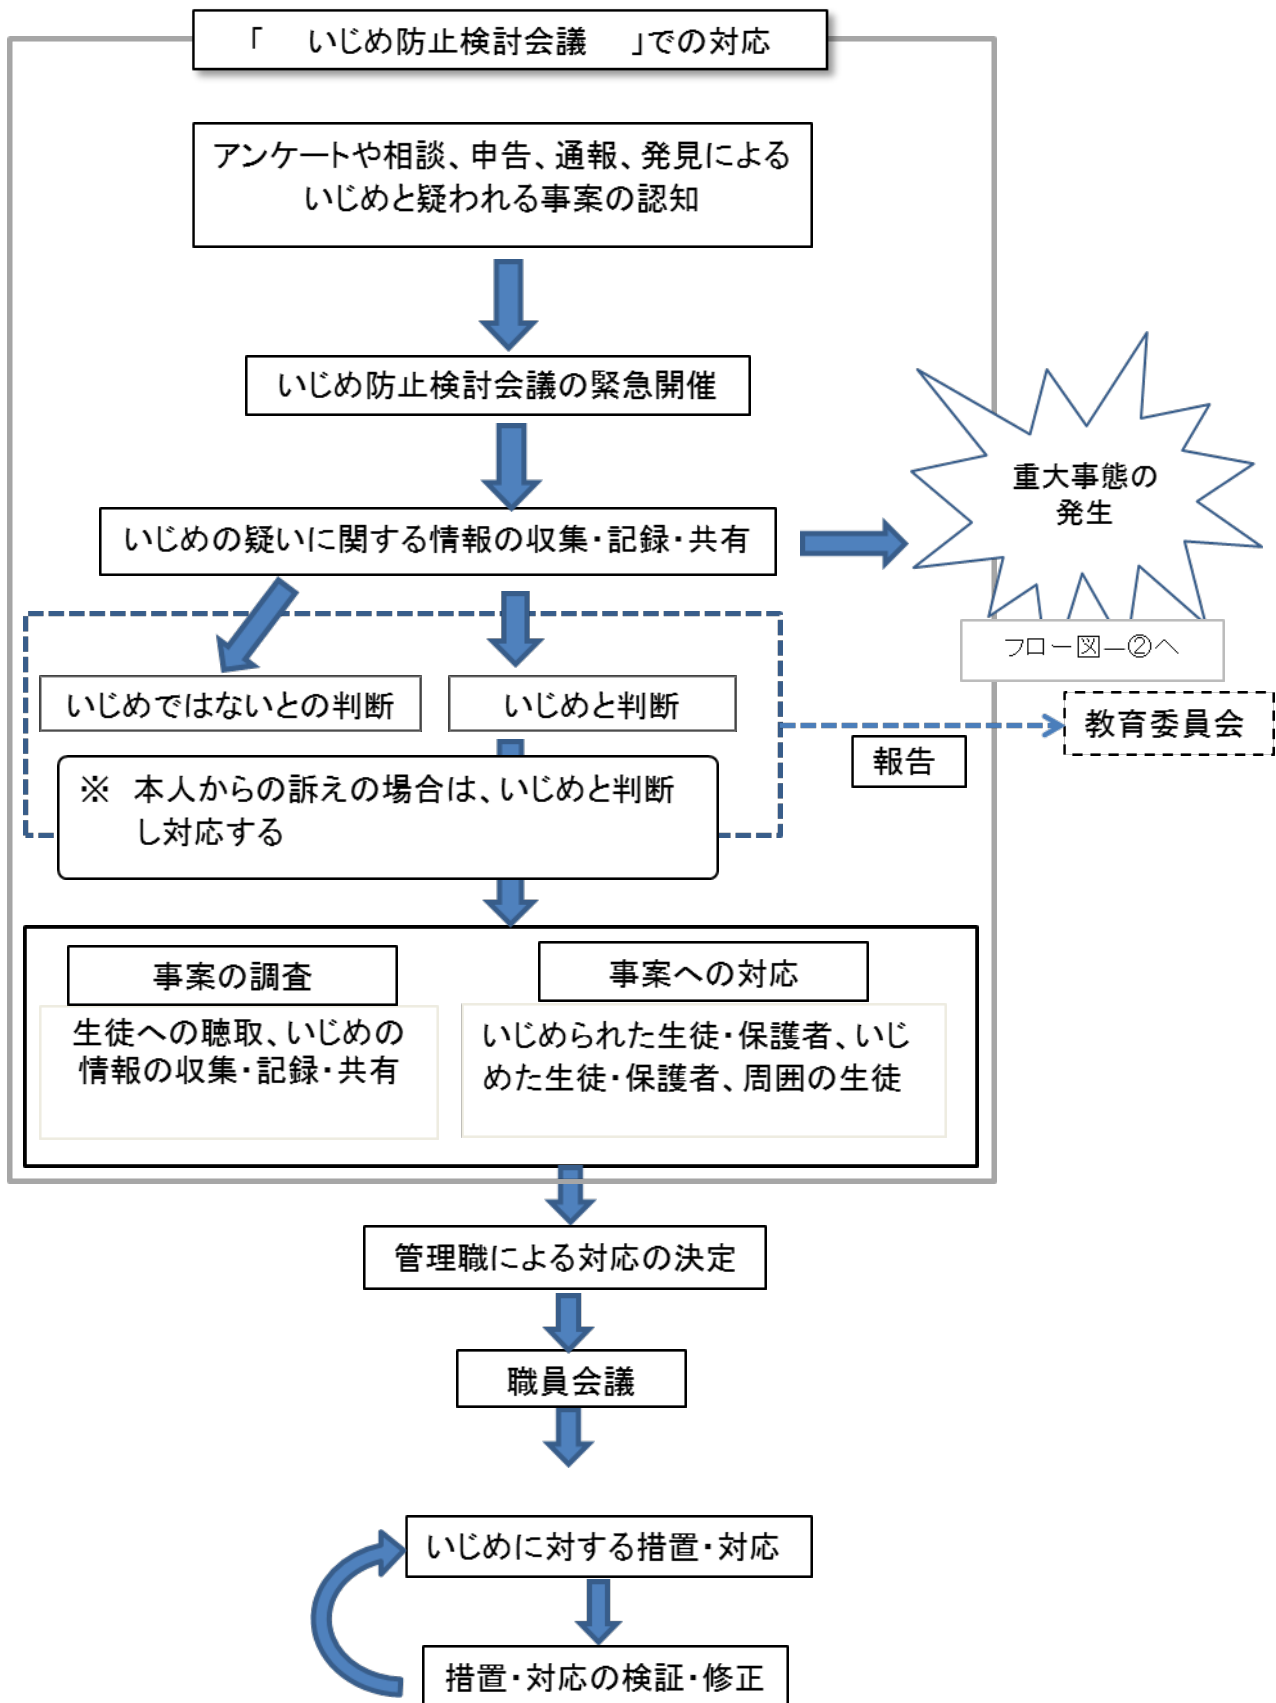 「　いじめ防止検討会議　」での対応
アンケートや相談、申告、通報、発見による
いじめと疑われる事案の認知
いじめ防止検討会議の緊急開催
重大事態の
発生
いじめの疑いに関する情報の収集・記録・共有
フロー図―②へ
いじめではないとの判断
いじめと判断
教育委員会
報告
※　本人からの訴えの場合は、いじめと判断
し対応する
事案の調査
生徒への聴取、いじめの
情報の収集・記録・共有
事案への対応
いじめられた生徒・保護者、いじ
めた生徒・保護者、周囲の生徒
管理職による対応の決定
職員会議
いじめに対する措置・対応
措置・対応の検証・修正